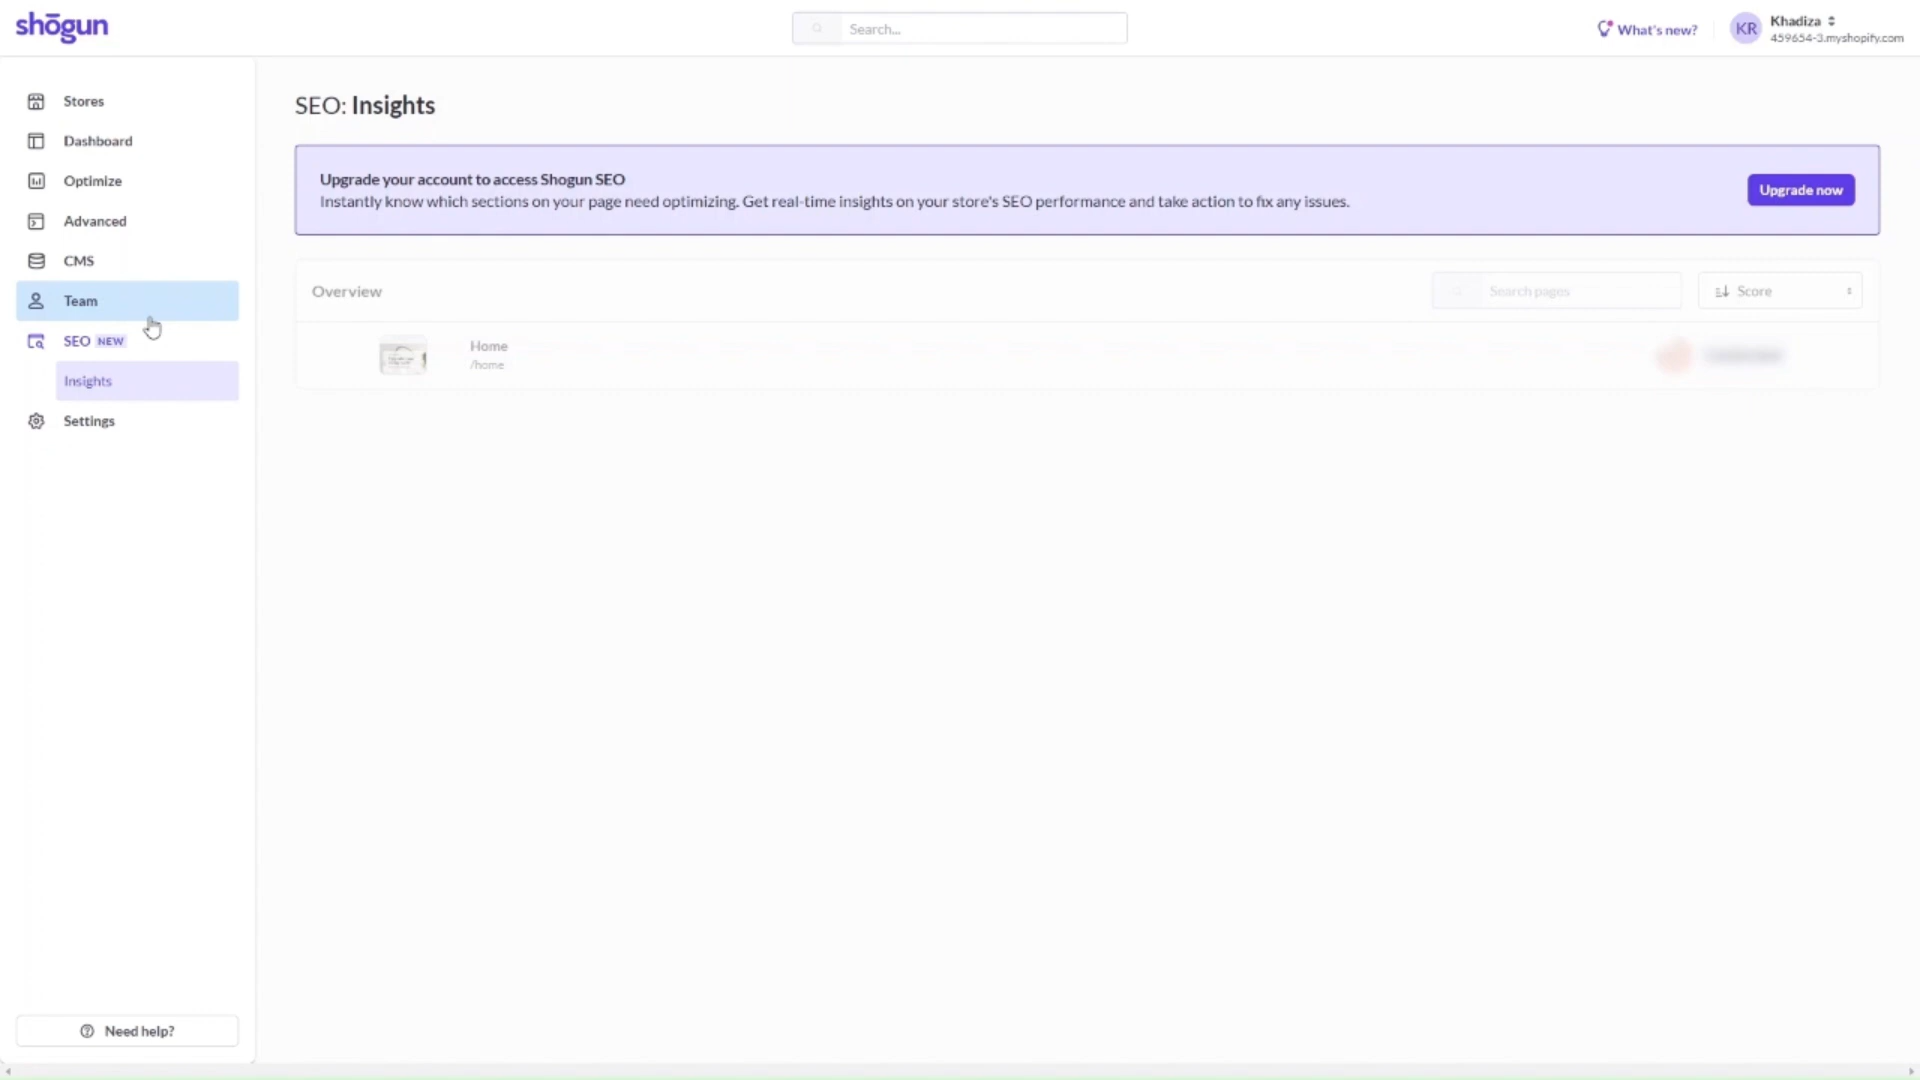 shōgun
Search...
What's new?
KR
Khadiza
459654-3.myshopify.com
Stores
Dashboard
Optimize
Advanced
CMS
Team
SEO NEW
Insights
Settings
Need help?
SEO: Insights
Upgrade your account to access Shogun SEO
Instantly know which sections on your page need optimizing. Get real-time insights on your store's SEO performance and take action to fix any issues.
Upgrade now
Overview
Search pages
Score
Home
/home